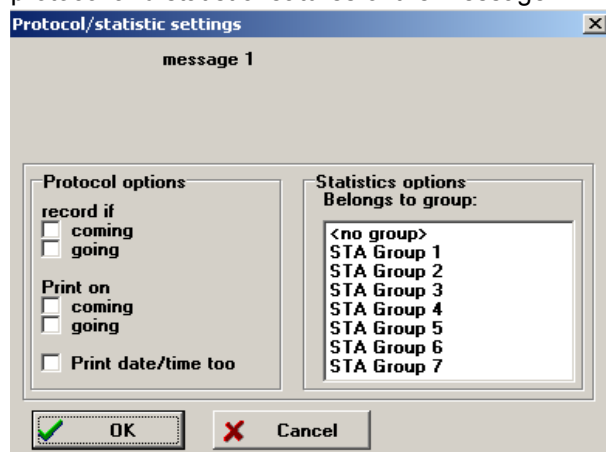 Protocol/statistic settings
message 1
Protocol options
record if
coming
going
Print on
coming
going
Print date/time too
Statistics options
Belongs to group:
<no group>
STA Group 1
STA Group 2
STA Group 3
STA Group 4
STA Group 5
STA Group 6
STA Group 7
OK
Cancel